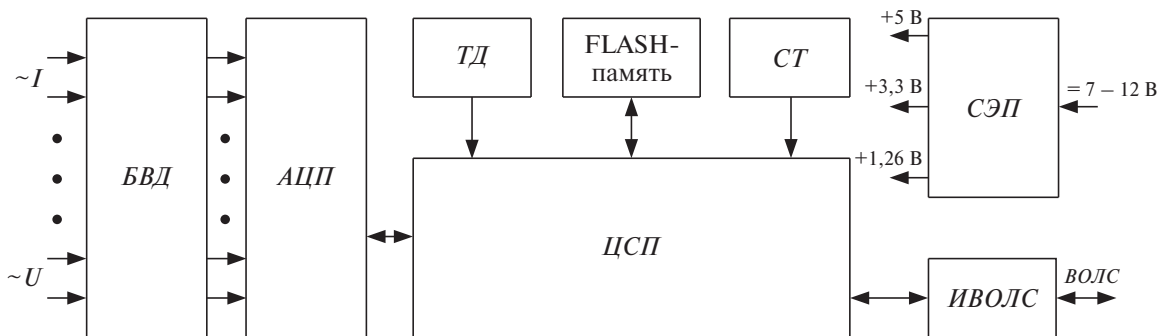 ~I
~U
БВД
АЦП
ТД
FLASH-
память
СТ
ЦСП
+5 В
+3,3 В
+1,26 В
СЭП
= 7 – 12 В
ИВОЛС
ВОЛС